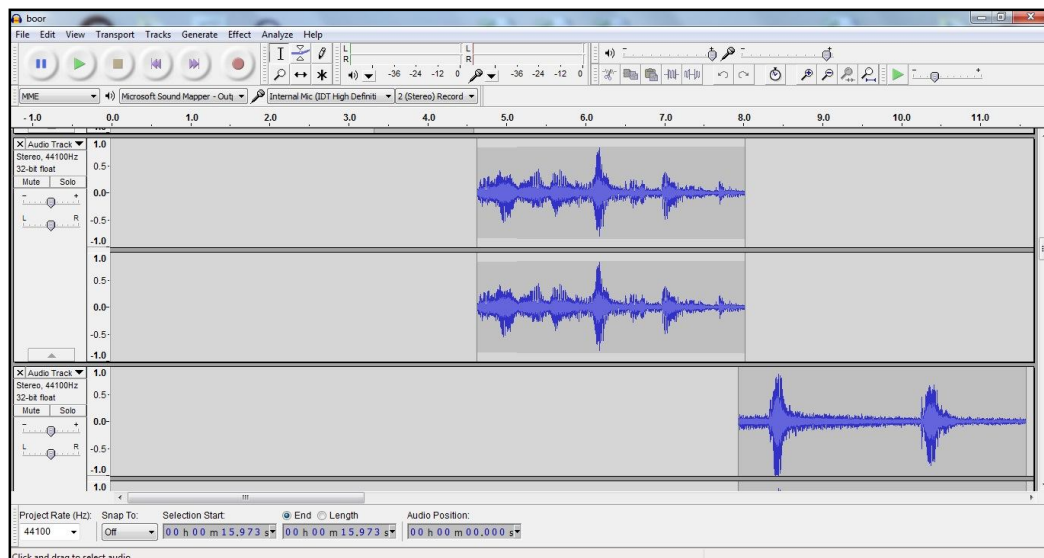 boor
File Edit View Transport Tracks Generate Effect Analyze Help
L
R
-36 -24 -12 0
L
R
-36 -24 -12 0
MME
Microsoft Sound Mapper - Outp
Internal Mic (IDT High Definiti
2 (Stereo) Record
-1.0 0.0 1.0 2.0 3.0 4.0 5.0 6.0 7.0 8.0 9.0 10.0 11.0
X Audio Track
Stereo, 44100Hz
32-bit float
Mute Solo
- +
L R
1.0
0.5-
0.0-
-0.5-
-1.0
1.0
0.5-
0.0-
-0.5-
-1.0
X Audio Track
Stereo, 44100Hz
32-bit float
Mute Solo
- +
L R
1.0
0.5-
0.0-
-0.5-
-1.0
1.0
Project Rate (Hz): Snap To: Selection Start: End Length Audio Position:
44100 Off 00 h 00 m 15,973 s 00 h 00 m 15,973 s 00 h 00 m 00,000 s
Click and drag to select audio